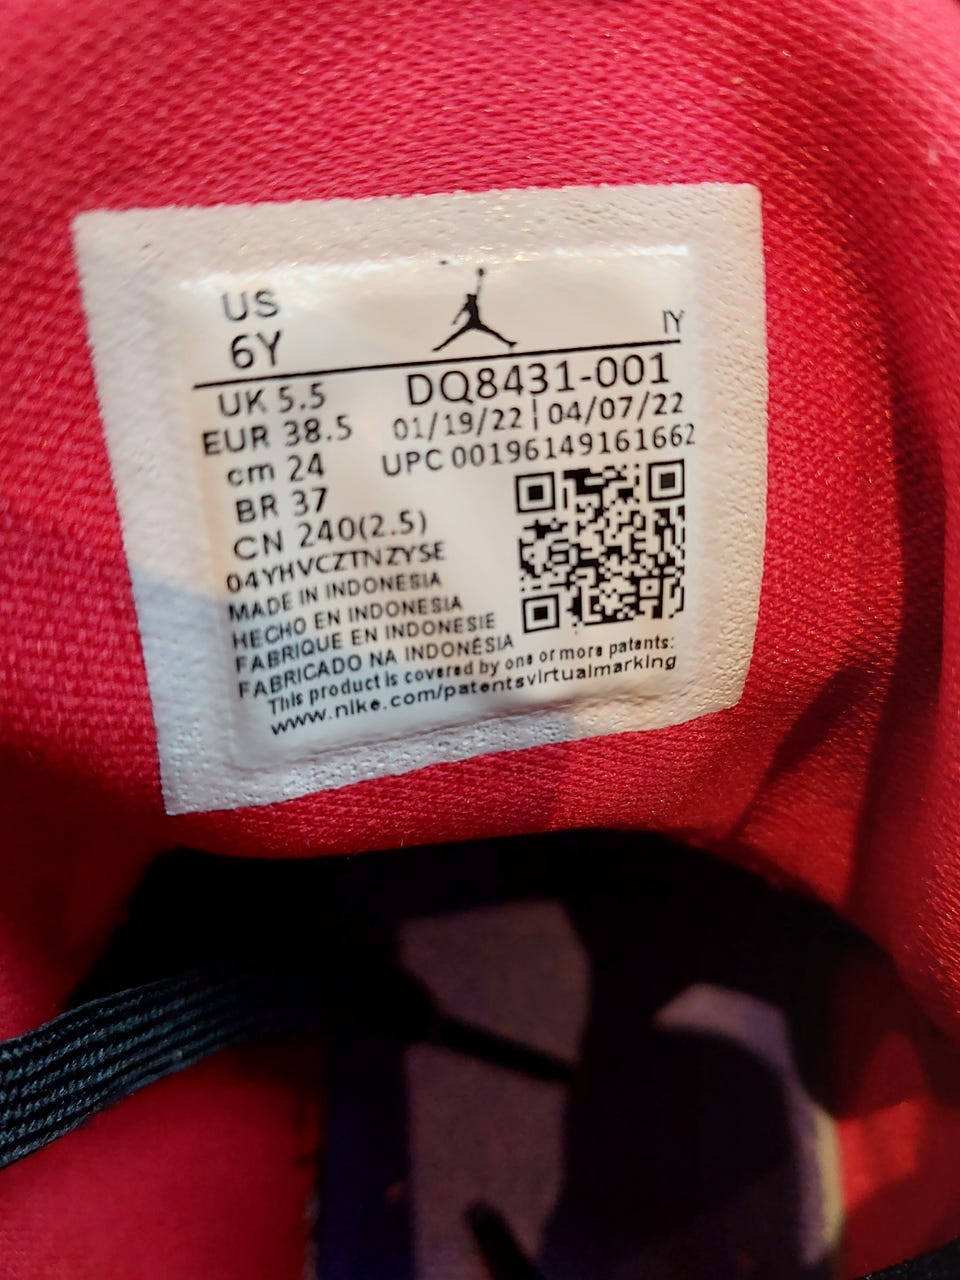 US
6Y
IY
UK 5.5
EUR 38.5
cm 24
BR 37
CN 240(2.5)
DQ8431-001
01/19/22 | 04/07/22
UPC 00196149161662
04YHVCZTNZYSE
MADE IN INDONESIA
HECHO EN INDONESIA
FABRIQUE EN INDONESIE
FABRICADO NA INDONÉSIA
This product is covered by one or more patents:
www.nike.com/patentsvirtualmarking